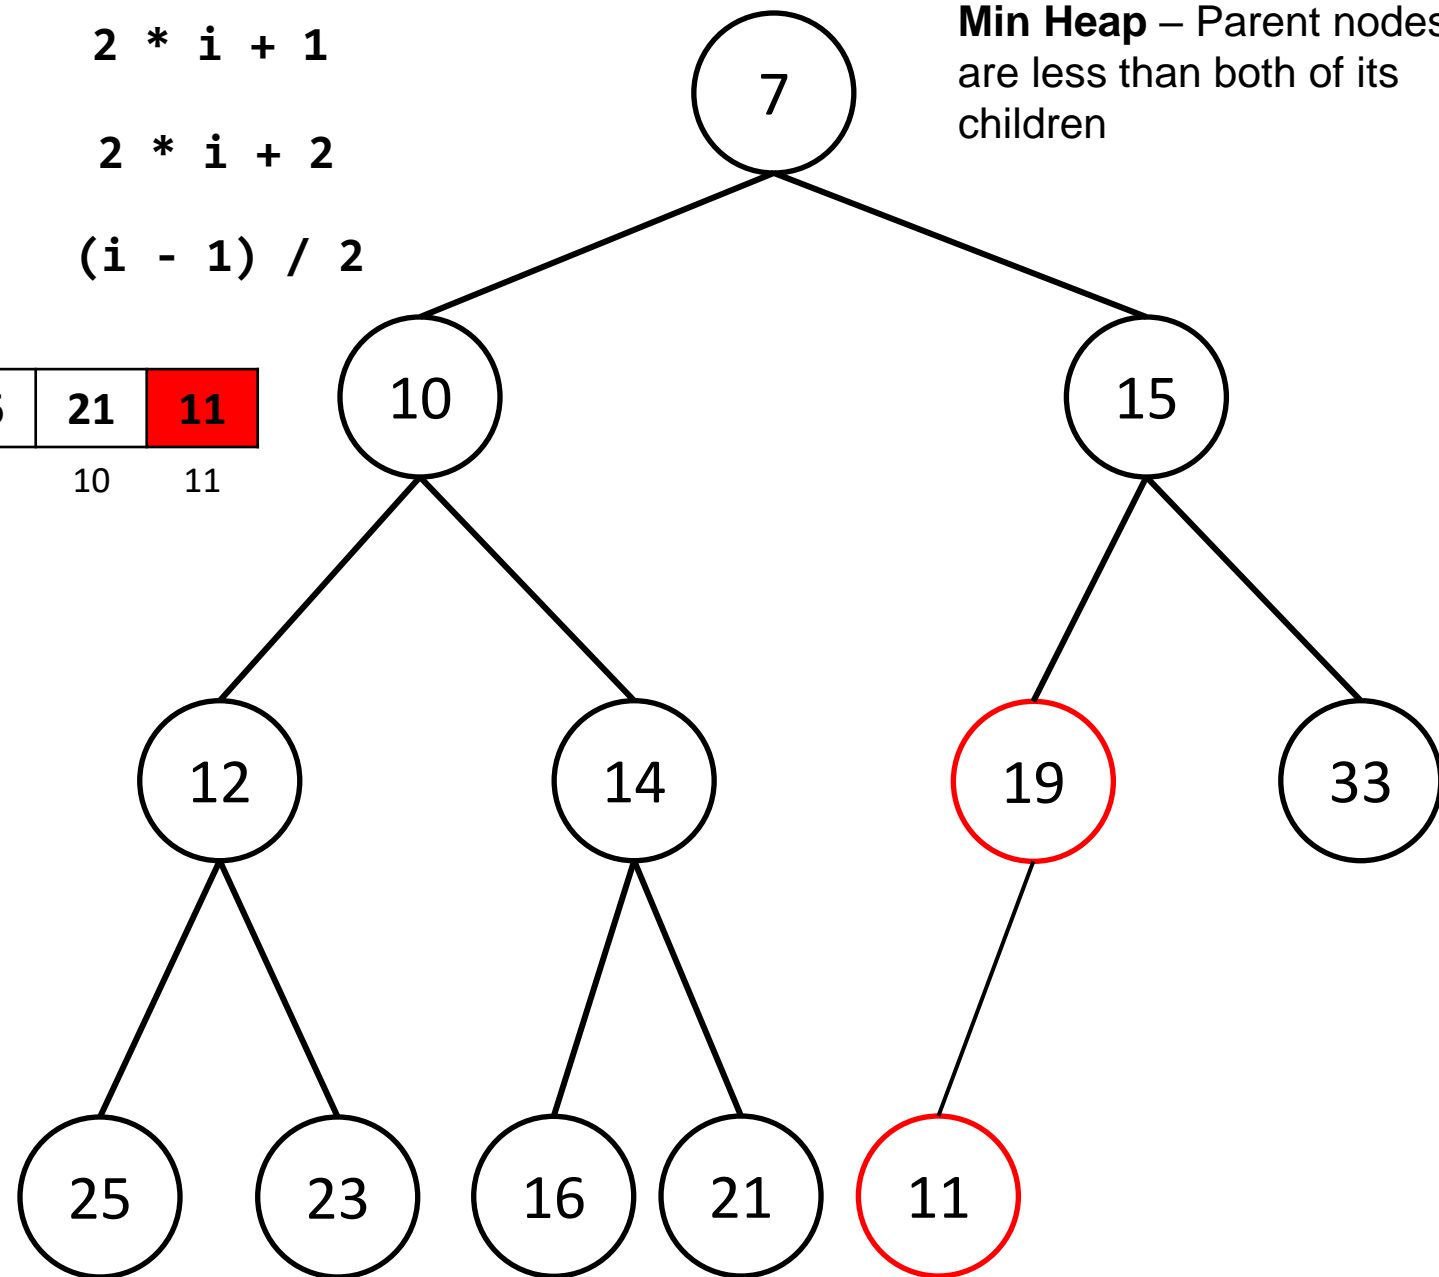 2 * i + 1
2 * i + 2
(i - 1) / 2
Min Heap – Parent nodes
are less than both of its
children
7
10
15
21 11
10 11
12
14
19
33
25
23
16
21
11